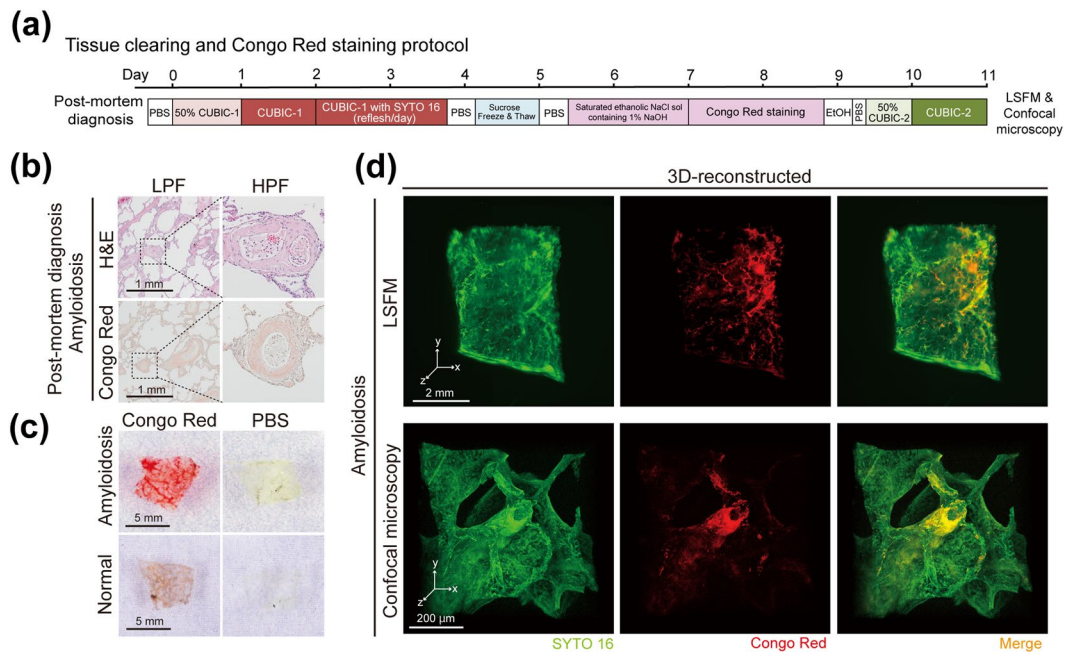 (a)
Tissue clearing and Congo Red staining protocol
Day 0 1 2 3 4 5 6 7 8 9 10 11
Post-mortem
diagnosis
PBS
50% CUBIC-1
CUBIC-1
CUBIC-1 with SYTO 16
(reflesh/day)
PBS
Sucrose
Freeze & Thaw
PBS
Saturated ethanolic NaCl sol
containing 1% NaOH
Congo Red staining
EtOH
PBS
50%
CUBIC-2
CUBIC-2
LSFM &
Confocal
microscopy
(b)
LPF
HPF
Post-mortem diagnosis
Amyloidosis
H&E
1 mm
Congo Red
1 mm
(c)
Congo Red
PBS
Amyloidosis
5 mm
Normal
5 mm
(d)
3D-reconstructed
Amyloidosis
LSFM
y
x
z
2 mm
Confocal microscopy
y
x
z
200 μm
SYTO 16
Congo Red
Merge